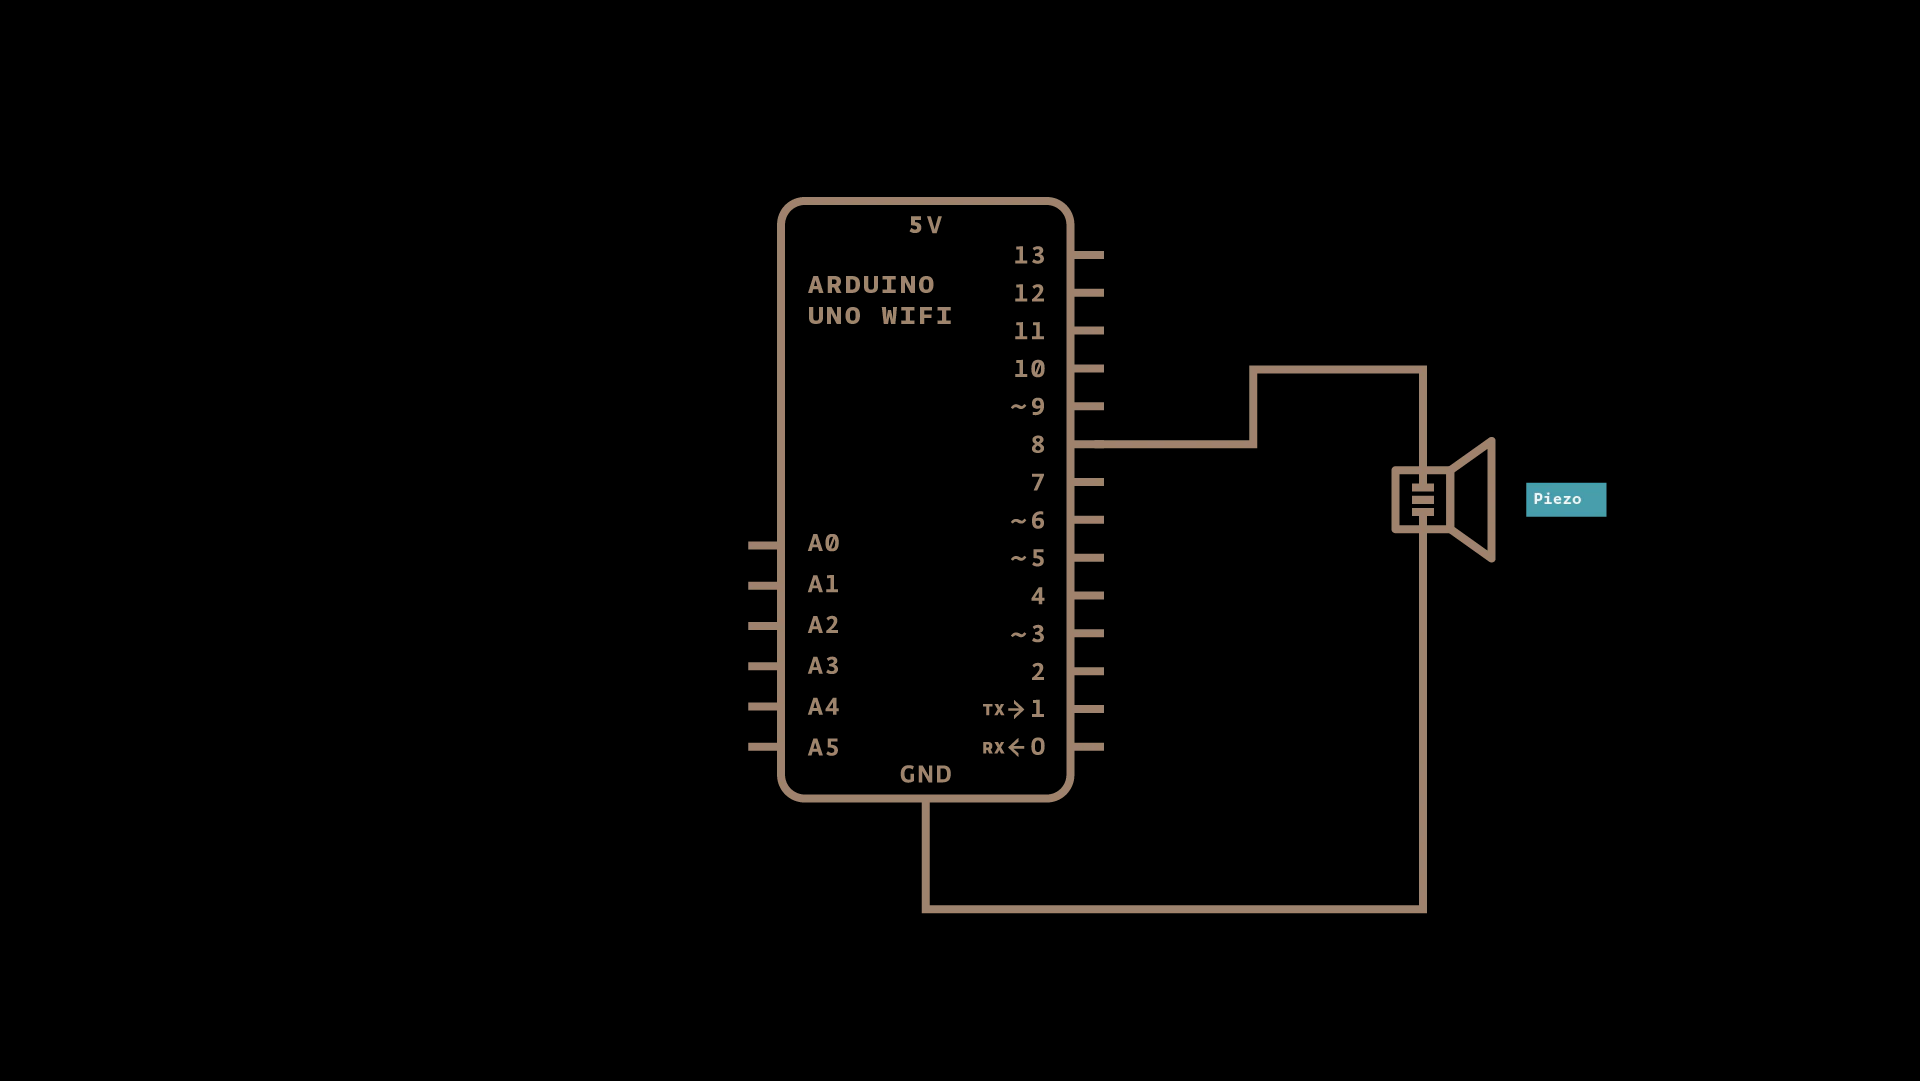 5V
ARDUINO
UNO WIFI
13
12
11
10
~9
8
7
~6
~5
4
~3
2
TX→1
RX←0
A0
A1
A2
A3
A4
A5
GND
Piezo